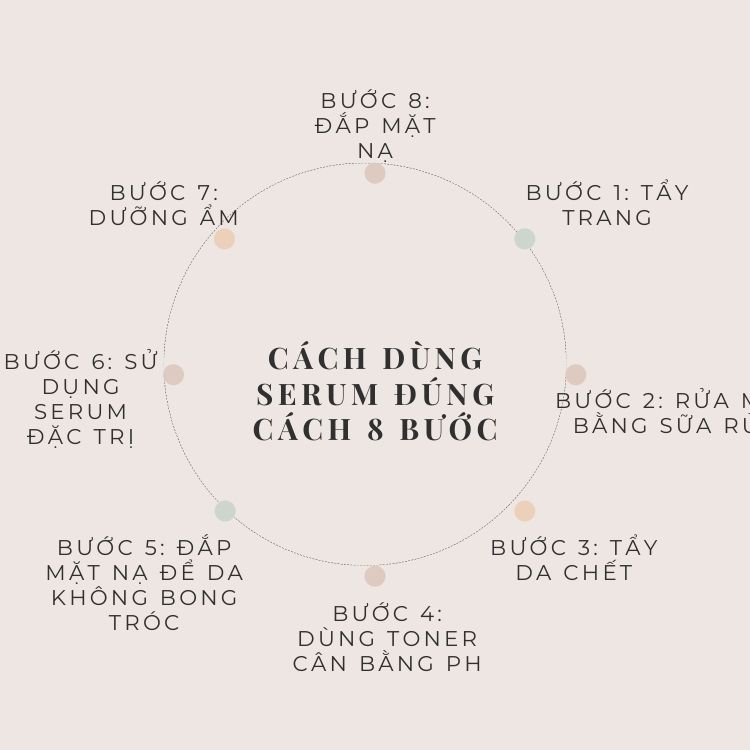 BƯỚC 8:
ĐẮP MẶT
NẠ
BƯỚC 7:
DƯỠNG ẨM
BƯỚC 1: TẨY
TRANG
BƯỚC 6: SỬ
DỤNG
SERUM
ĐẶC TRỊ
CÁCH DÙNG
SERUM ĐÚNG
CÁCH 8 BƯỚC
BƯỚC 2: RỬA
BẰNG SỮA
BƯỚC 5: ĐẮP
MẶT NẠ ĐỂ DA
KHÔNG BONG
TRÓC
BƯỚC 3: TẨY
DA CHẾT
BƯỚC 4:
DÙNG TONER
CÂN BẰNG PH